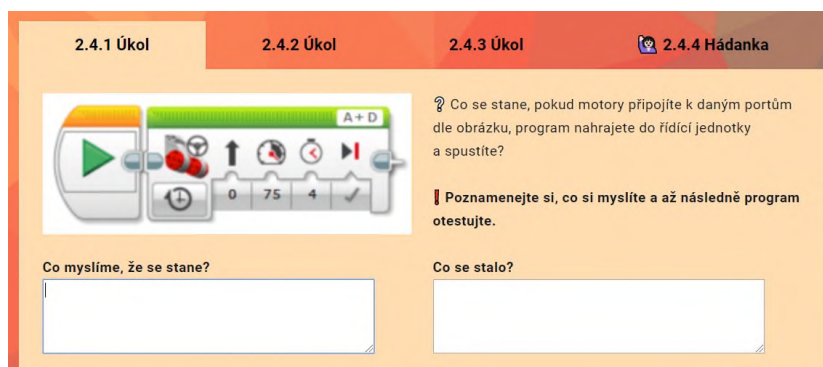 2.4.1 Úkol
2.4.2 Úkol
2.4.3 Úkol
2.4.4 Hádanka
A+D
0 75 4
Co se stane, pokud motory připojíte k daným portům
dle obrázku, program nahrajete do řídící jednotky
a spustíte?
Poznamenejte si, co si myslíte a až následně program
otestujte.
Co myslíme, že se stane?
Co se stalo?